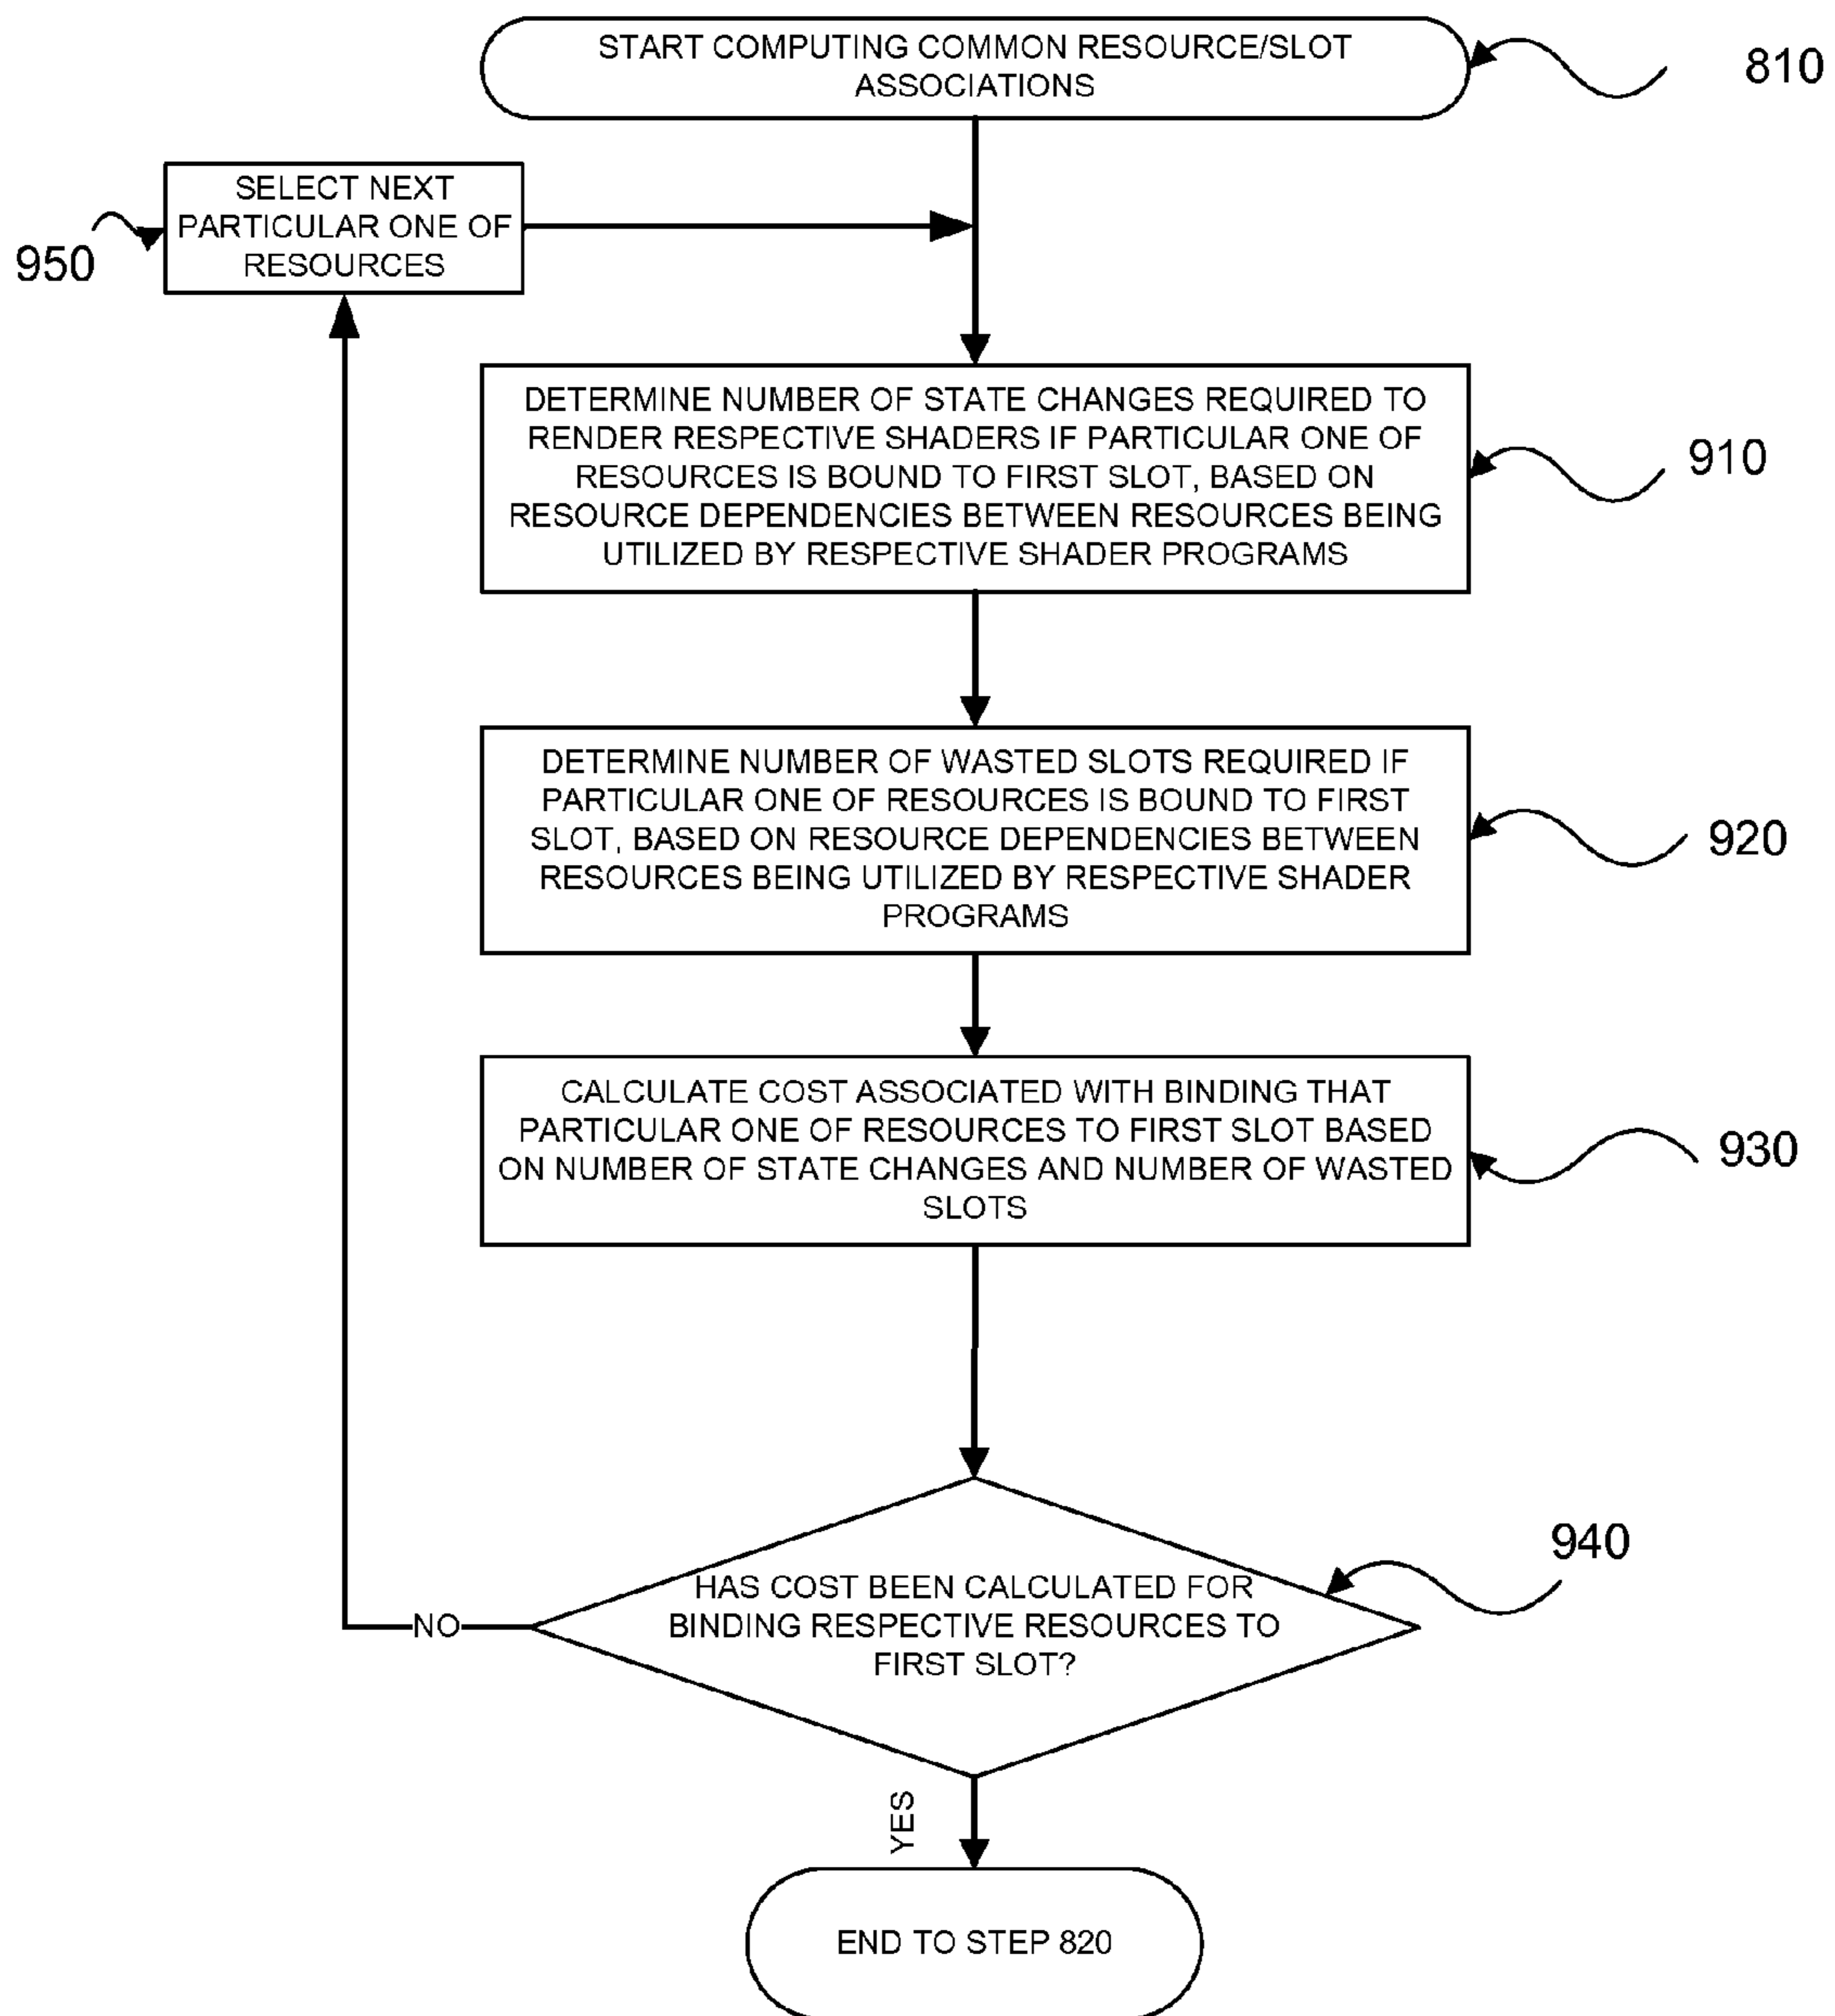 START COMPUTING COMMON RESOURCE/SLOT
ASSOCIATIONS
810
SELECT NEXT
PARTICULAR ONE OF
RESOURCES
950
DETERMINE NUMBER OF STATE CHANGES REQUIRED TO
RENDER RESPECTIVE SHADERS IF PARTICULAR ONE OF
RESOURCES IS BOUND TO FIRST SLOT, BASED ON
RESOURCE DEPENDENCIES BETWEEN RESOURCES BEING
UTILIZED BY RESPECTIVE SHADER PROGRAMS
910
DETERMINE NUMBER OF WASTED SLOTS REQUIRED IF
PARTICULAR ONE OF RESOURCES IS BOUND TO FIRST
SLOT, BASED ON RESOURCE DEPENDENCIES BETWEEN
RESOURCES BEING UTILIZED BY RESPECTIVE SHADER
PROGRAMS
920
CALCULATE COST ASSOCIATED WITH BINDING THAT
PARTICULAR ONE OF RESOURCES TO FIRST SLOT BASED
ON NUMBER OF STATE CHANGES AND NUMBER OF WASTED
SLOTS
930
HAS COST BEEN CALCULATED FOR
BINDING RESPECTIVE RESOURCES TO
FIRST SLOT?
940
NO
YES
END TO STEP 820